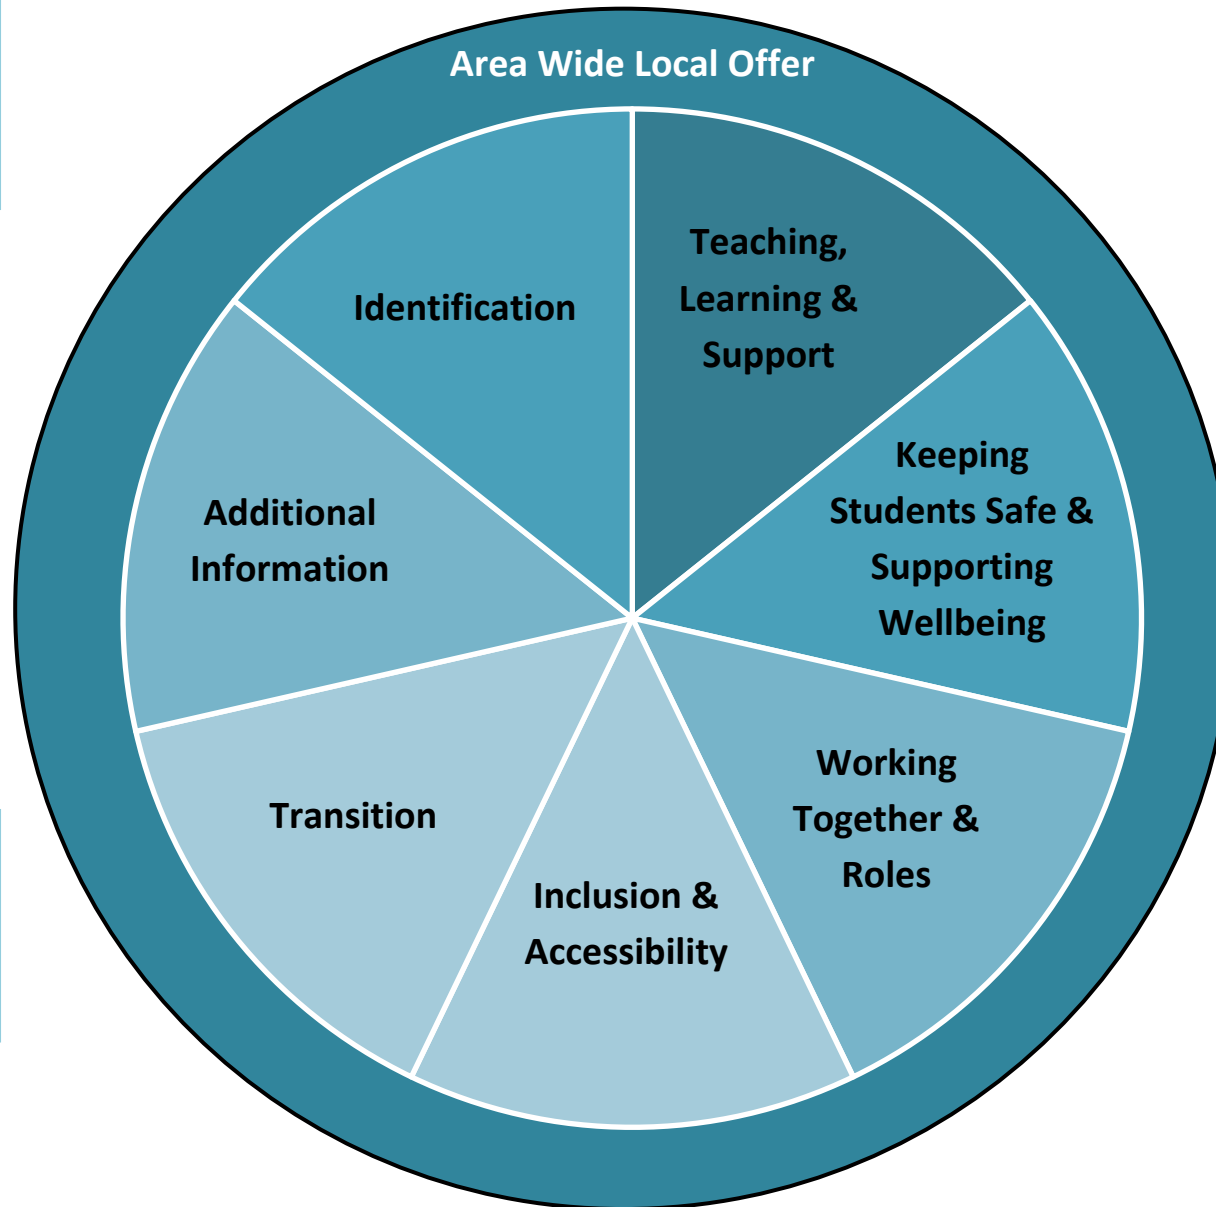 Area Wide Local Offer
Teaching,
Learning &
Support
Keeping
Students Safe &
Supporting
Wellbeing
Working
Together &
Roles
Inclusion &
Accessibility
Transition
Additional
Information
Identification